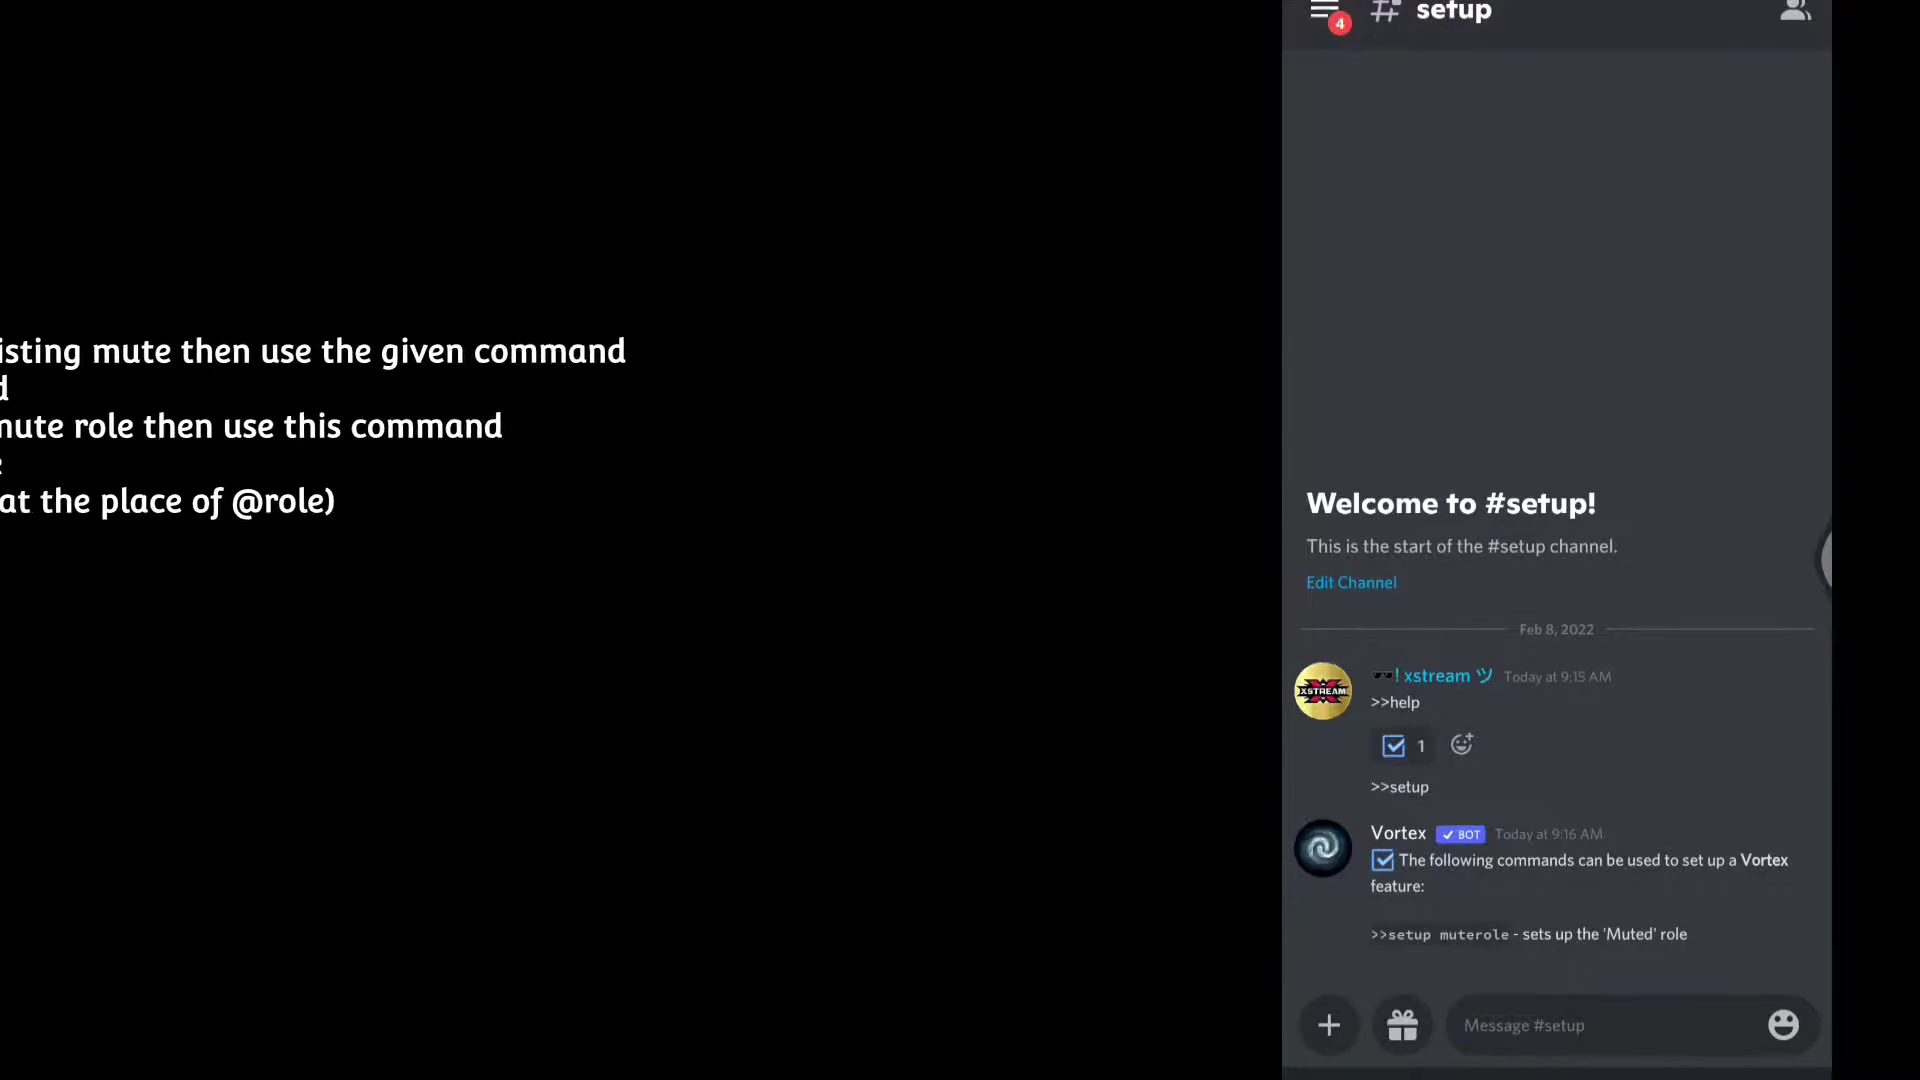 isting mute then use the given command
d
mute role then use this command
at the place of @role)
4
setup
Welcome to #setup!
This is the start of the #setup channel.
Edit Channel
Feb 8, 2022
XSTREAM
! xstream ツ Today at 9:15 AM
>>help
1
>>setup
Vortex BOT Today at 9:16 AM
The following commands can be used to set up a Vortex
feature:
>>setup muterole - sets up the 'Muted' role
Message #setup